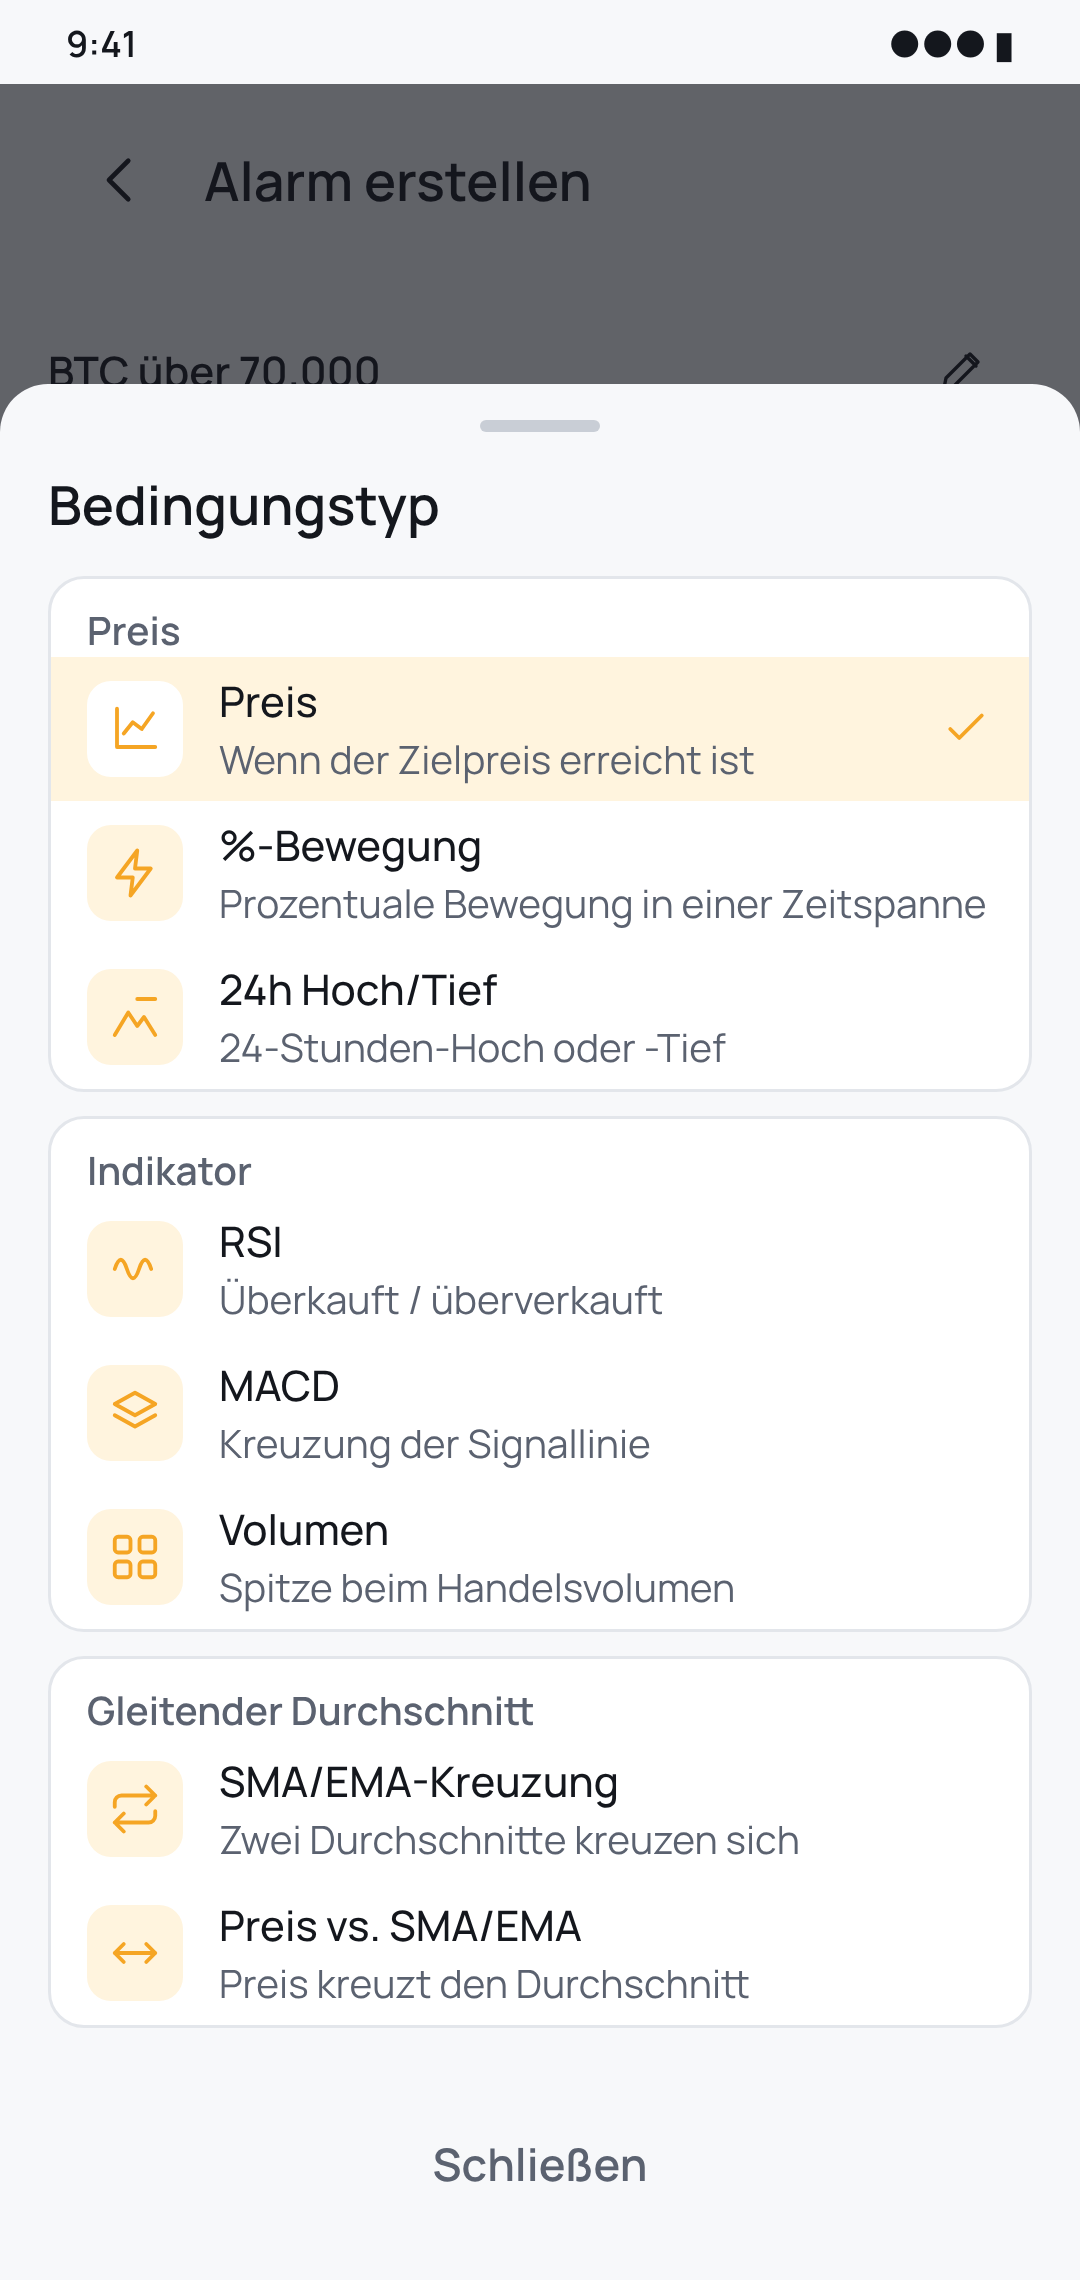 9:41
Alarm erstellen
BTC über 70.000
Bedingungstyp
Preis
Preis
Wenn der Zielpreis erreicht ist
%-Bewegung
Prozentuale Bewegung in einer Zeitspanne
24h Hoch/Tief
24-Stunden-Hoch oder -Tief
Indikator
RSI
Überkauft / überverkauft
MACD
Kreuzung der Signallinie
Volumen
Spitze beim Handelsvolumen
Gleitender Durchschnitt
SMA/EMA-Kreuzung
Zwei Durchschnitte kreuzen sich
Preis vs. SMA/EMA
Preis kreuzt den Durchschnitt
Schließen